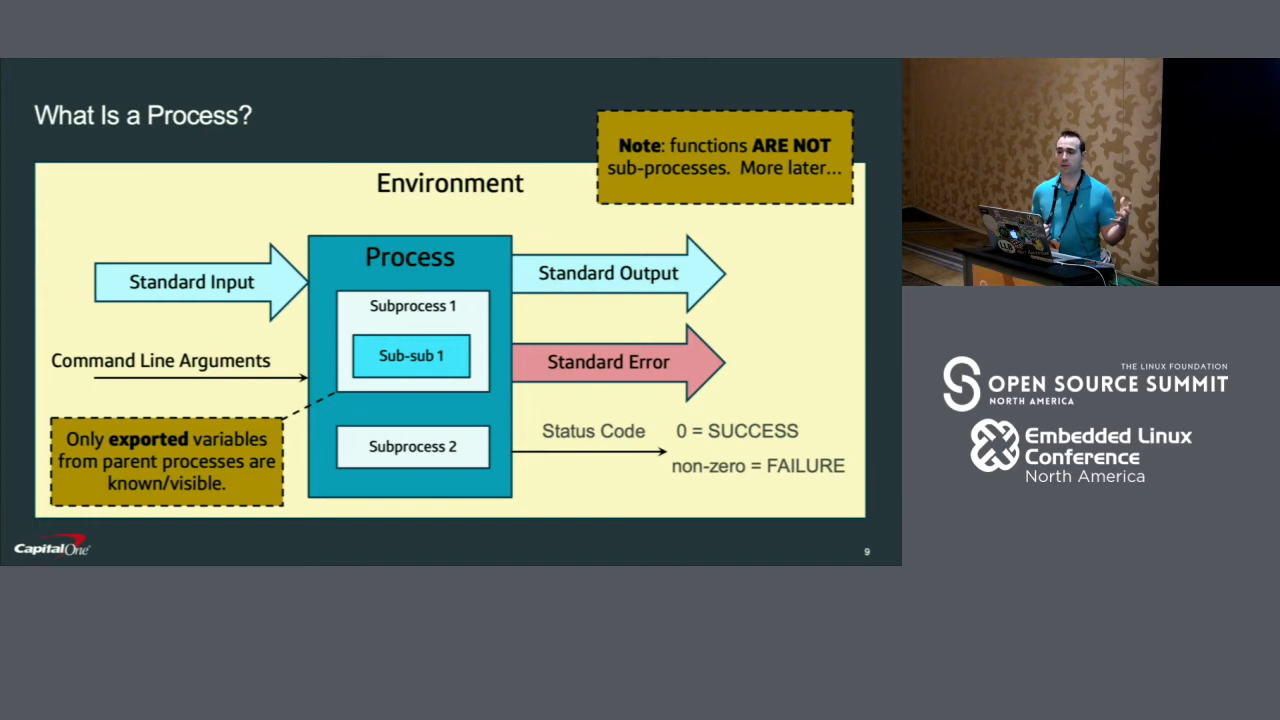 What Is a Process?
Note: functions ARE NOT
sub-processes.  More later...
Environment
Process
Standard Input
Standard Output
Subprocess 1
Sub-sub 1
Command Line Arguments
Standard Error
Only exported variables
from parent processes are
known/visible.
Subprocess 2
Status Code
0 = SUCCESS
non-zero = FAILURE
CapitalOne
9
THE LINUX FOUNDATION
OPEN SOURCE SUMMIT
NORTH AMERICA
Embedded Linux
Conference
North America